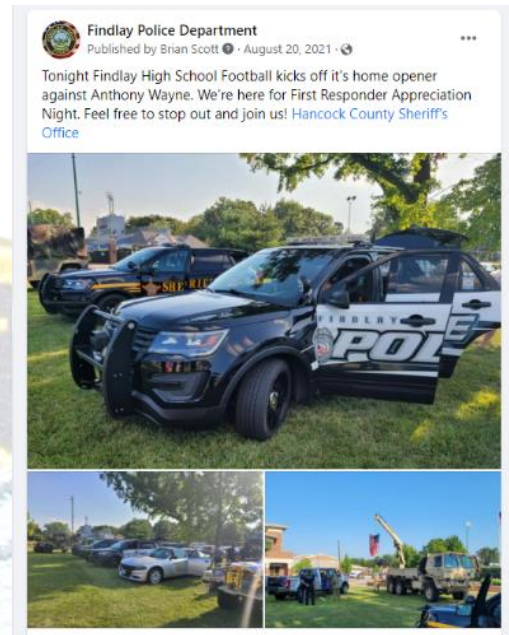 Findlay Police Department
Published by Brian Scott · August 20, 2021 ·
Tonight Findlay High School Football kicks off it's home opener
against Anthony Wayne. We're here for First Responder Appreciation
Night. Feel free to stop out and join us! Hancock County Sheriff's
Office
SHERIFF
FINDLAY
POL